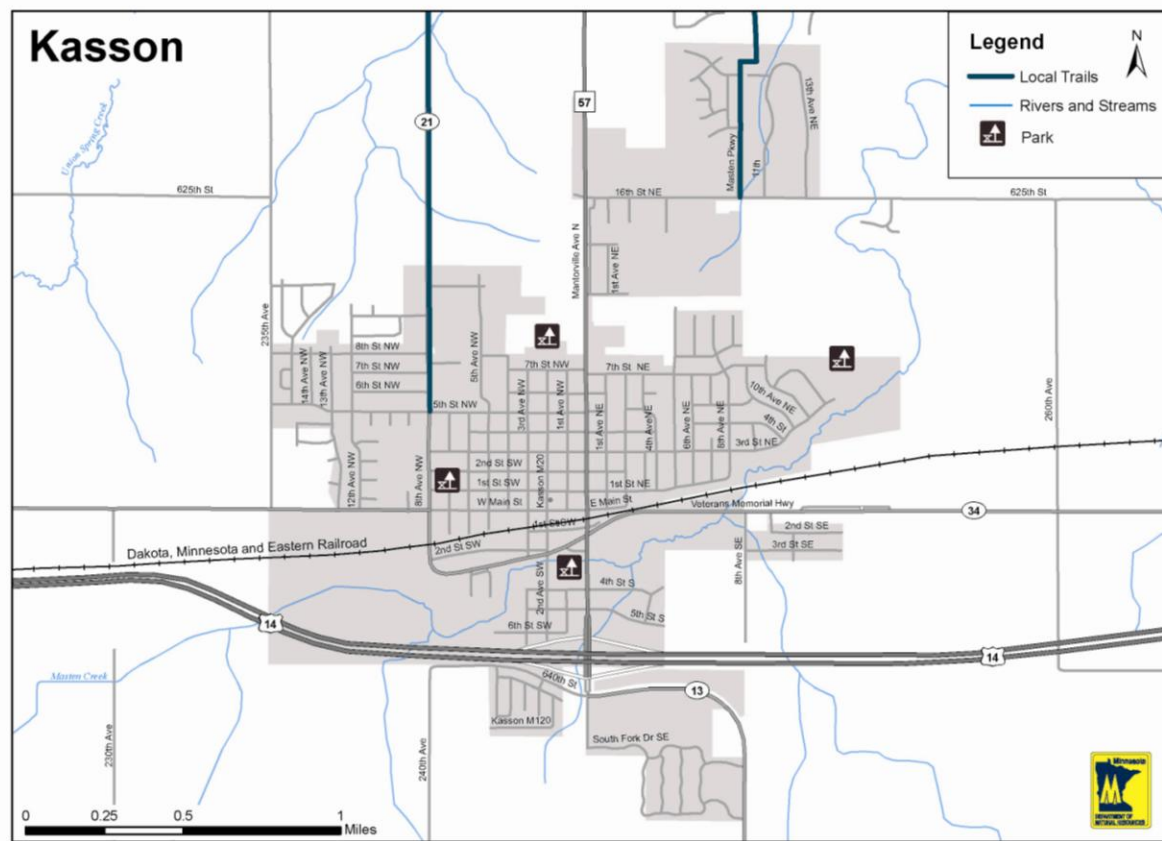 Kasson
Legend
N
Local Trails
Rivers and Streams
Park
57
21
Union Spring Creek
13th Ave NE
Masten Pkwy
11th
625th St
16th St NE
625th St
Mantorville Ave N
1st Ave NE
235th Ave
260th Ave
8th St NW
7th St NW
6th St NW
14th Ave NW
13th Ave NW
5th Ave NW
7th St NW
7th St NE
3rd Ave NW
1st Ave NW
5th St NW
10th Ave NE
4th St
3rd St NE
1st Ave NE
4th Ave NE
6th Ave NE
8th Ave NE
12th Ave NW
8th Ave NW
2nd St SW
1st St SW
W Main St
Kasson M20
1st St NE
E Main St
Veterans Memorial Hwy
34
1st St SW
2nd St SW
2nd St SE
3rd St SE
8th Ave SE
Dakota, Minnesota and Eastern Railroad
2nd Ave SW
4th St S
5th St S
6th St SW
14
14
Masten Creek
640th St
13
Kasson M120
South Fork Dr SE
230th Ave
240th Ave
0 0.25 0.5 1
Miles
Minnesota
DEPARTMENT OF
NATURAL RESOURCES